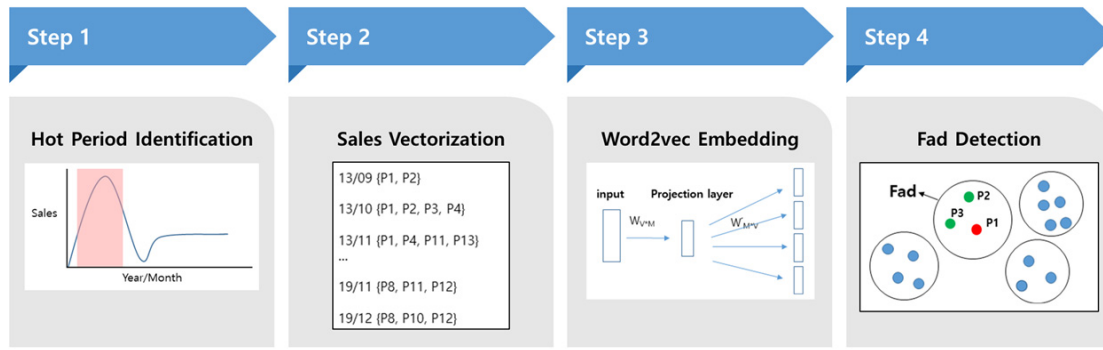 Step 1
Step 2
Step 3
Step 4
Hot Period Identification
Sales
Year/Month
Sales Vectorization
13/09 {P1, P2}
13/10 {P1, P2, P3, P4}
13/11 {P1, P4, P11, P13}
...
19/11 {P8, P11, P12}
19/12 {P8, P10, P12}
Word2vec Embedding
input
Projection layer
WV*M
W'M*V
Fad Detection
Fad
P2
P3
P1